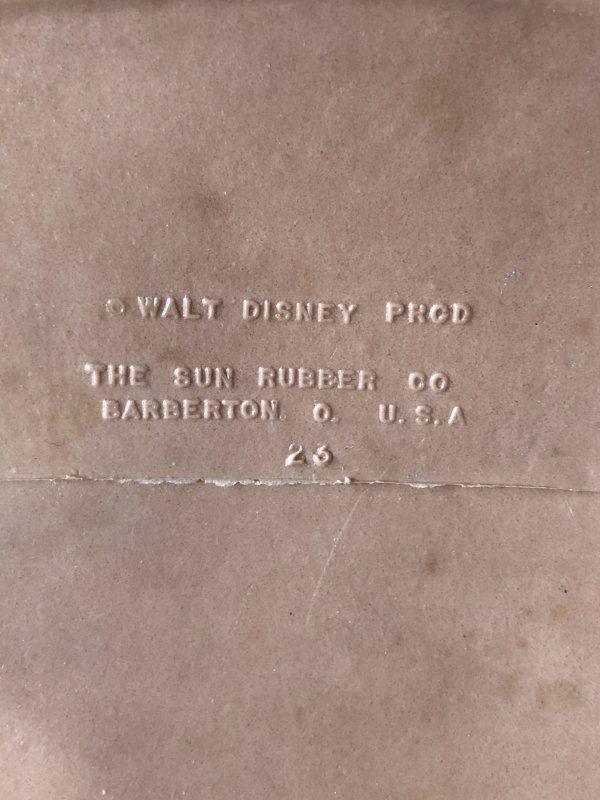 © WALT DISNEY PROD
THE SUN RUBBER CO
BARBERTON. O. U.S.A
23